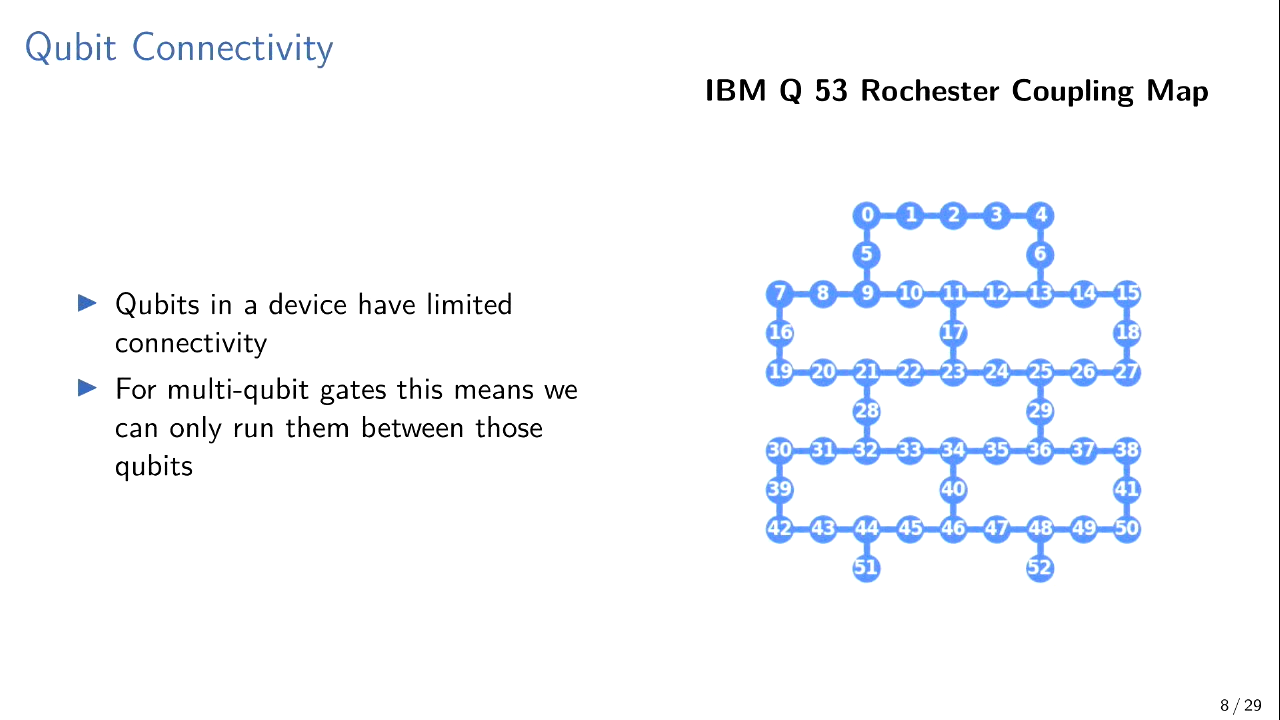 Qubit Connectivity
IBM Q 53 Rochester Coupling Map
Qubits in a device have limited
connectivity
For multi-qubit gates this means we
can only run them between those
qubits
0 1 2 3 4
5 6
7 8 9 10 11 12 13 14 15
16 17 18
19 20 21 22 23 24 25 26 27
28 29
30 31 32 33 34 35 36 37 38
39 40 41
42 43 44 45 46 47 48 49 50
51 52
8 / 29